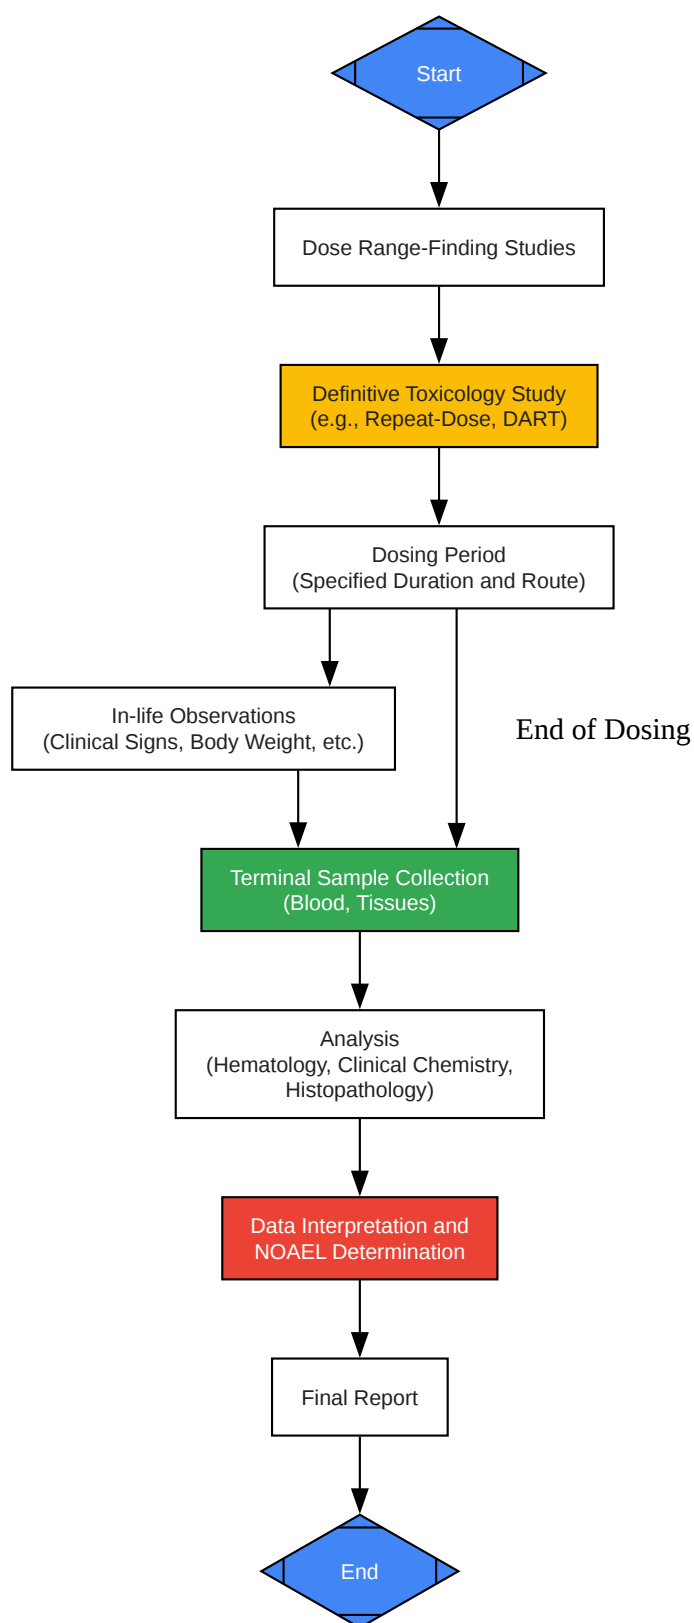 Start
Dose Range-Finding Studies
Definitive Toxicology Study
(e.g., Repeat-Dose, DART)
Dosing Period
(Specified Duration and Route)
In-life Observations
(Clinical Signs, Body Weight, etc.)
End of Dosing
Terminal Sample Collection
(Blood, Tissues)
Analysis
(Hematology, Clinical Chemistry,
Histopathology)
Data Interpretation and
NOAEL Determination
Final Report
End